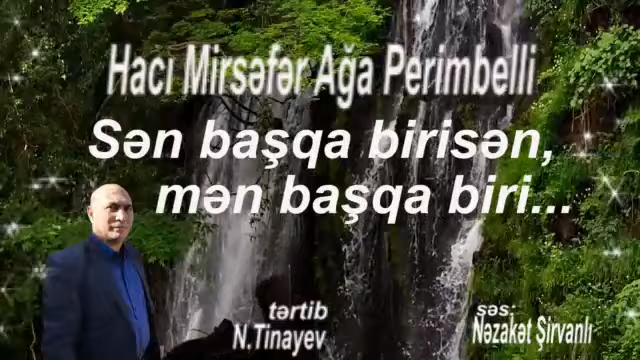 Hacı Mirsəfər Ağa Perimbelli
Sən başqa birisən,
mən başqa biri...
tərtib
N.Tinayev
səs:
Nəzakət Şirvanlı